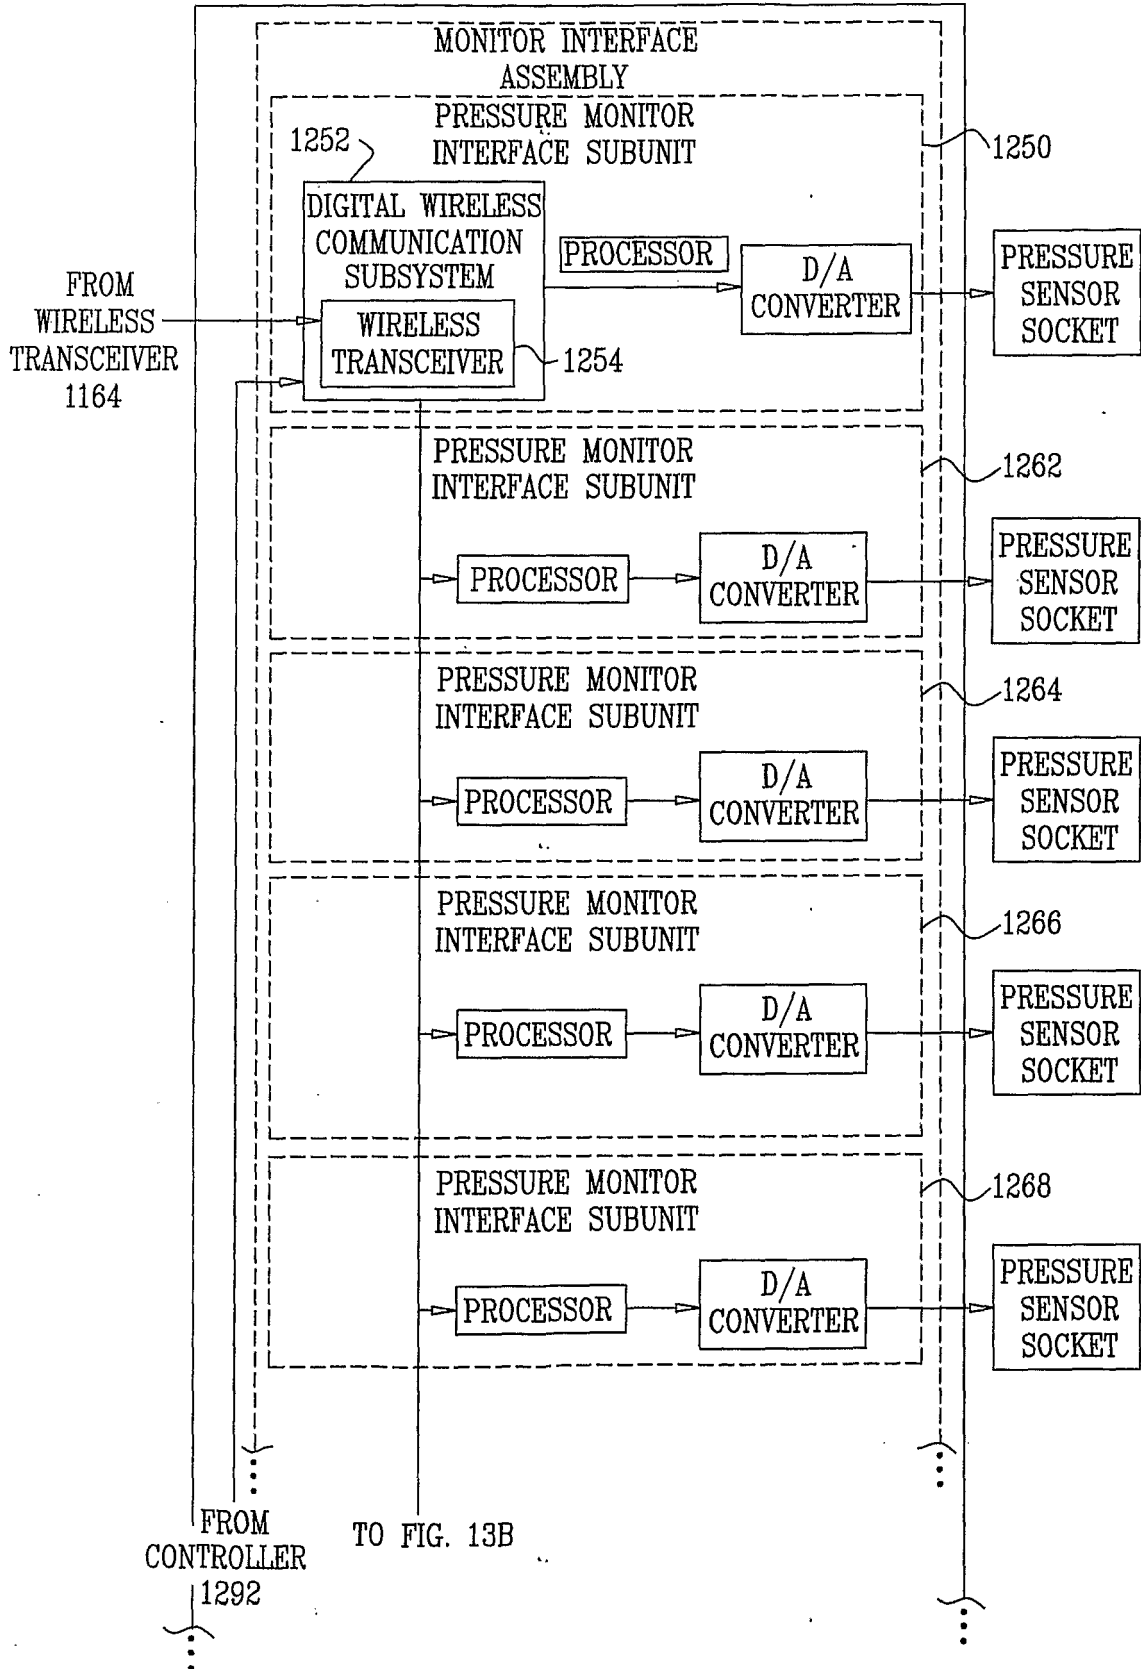 MONITOR INTERFACE
ASSEMBLY
PRESSURE MONITOR
INTERFACE SUBUNIT
1252
1250
DIGITAL WIRELESS
COMMUNICATION
SUBSYSTEM
PROCESSOR
D/A
CONVERTER
PRESSURE
SENSOR
SOCKET
FROM
WIRELESS
TRANSCEIVER
1164
WIRELESS
TRANSCEIVER
1254
PRESSURE MONITOR
INTERFACE SUBUNIT
1262
PROCESSOR
D/A
CONVERTER
PRESSURE
SENSOR
SOCKET
PRESSURE MONITOR
INTERFACE SUBUNIT
1264
PROCESSOR
D/A
CONVERTER
PRESSURE
SENSOR
SOCKET
PRESSURE MONITOR
INTERFACE SUBUNIT
1266
PROCESSOR
D/A
CONVERTER
PRESSURE
SENSOR
SOCKET
PRESSURE MONITOR
INTERFACE SUBUNIT
1268
PROCESSOR
D/A
CONVERTER
PRESSURE
SENSOR
SOCKET
FROM
CONTROLLER
1292
TO FIG. 13B